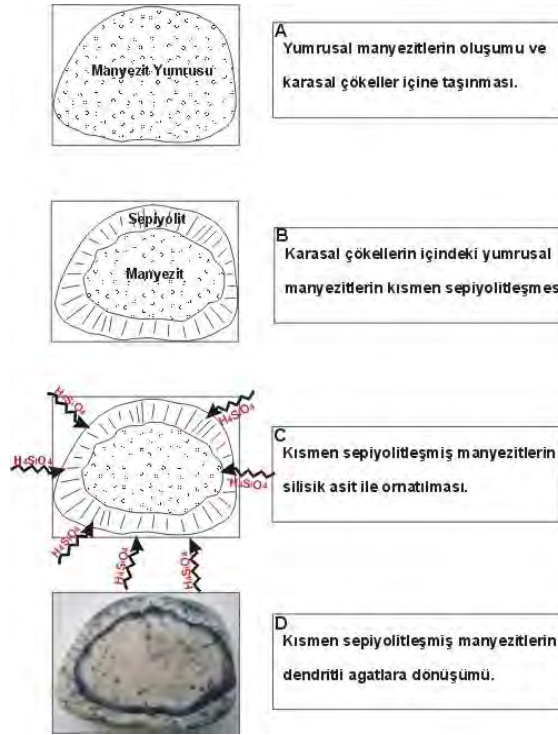 Manyezit Yumrusu
A
Yumrusal manyezitlerin oluşumu ve
karasal çökeller içine taşınması.
Sepiyolit
Manyezit
B
Karasal çökellerin içindeki yumrusal
manyezitlerin kısmen sepiyolitleşmes
H4SiO4
H4SiO4
H4SiO4
H4SiO4
H4SiO4
H4SiO4
H4SiO4
C
Kısmen sepiyolitleşmiş manyezitlerin
silisik asit ile ornatılması.
D
Kısmen sepiyolitleşmiş manyezitlerin
dendritli agatlara dönüşümü.